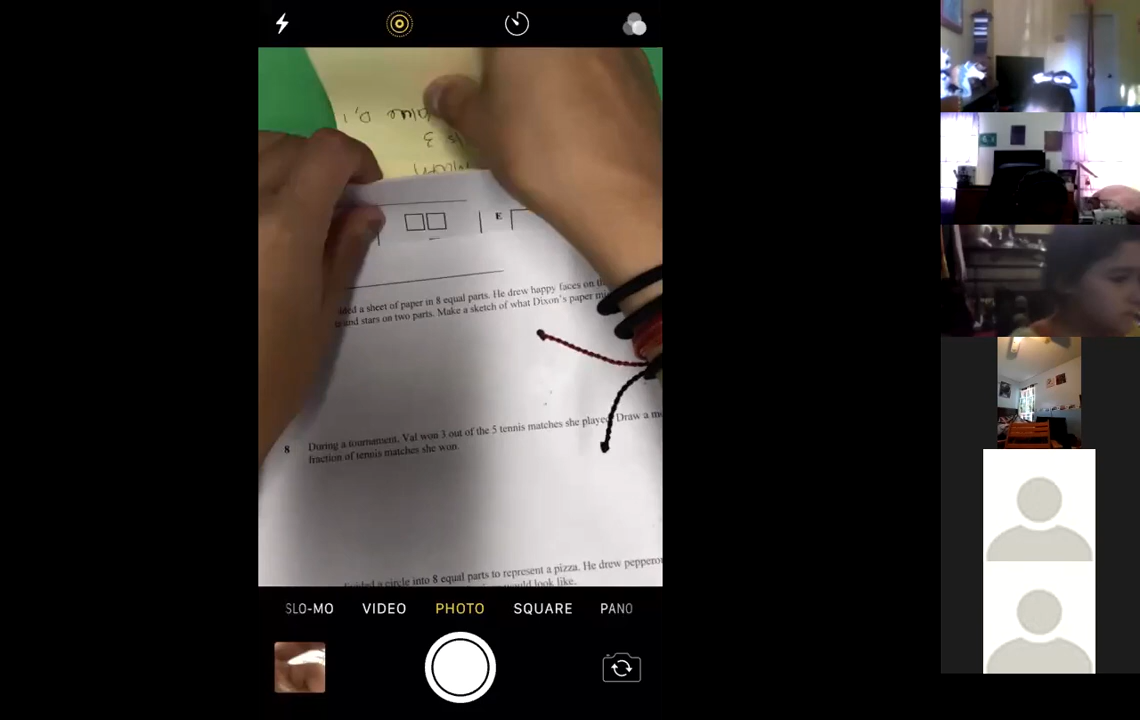 E
ded a sheet of paper in 8 equal parts. He drew happy faces on th
and stars on two parts. Make a sketch of what Dixon's paper
8 During a tournament, Val won 3 out of the 5 tennis matches she played. Draw a
fraction of tennis matches she won.
a circle into 8 equal parts to represent a pizza. He drew
would look like.
SLO-MO VIDEO PHOTO SQUARE PANO